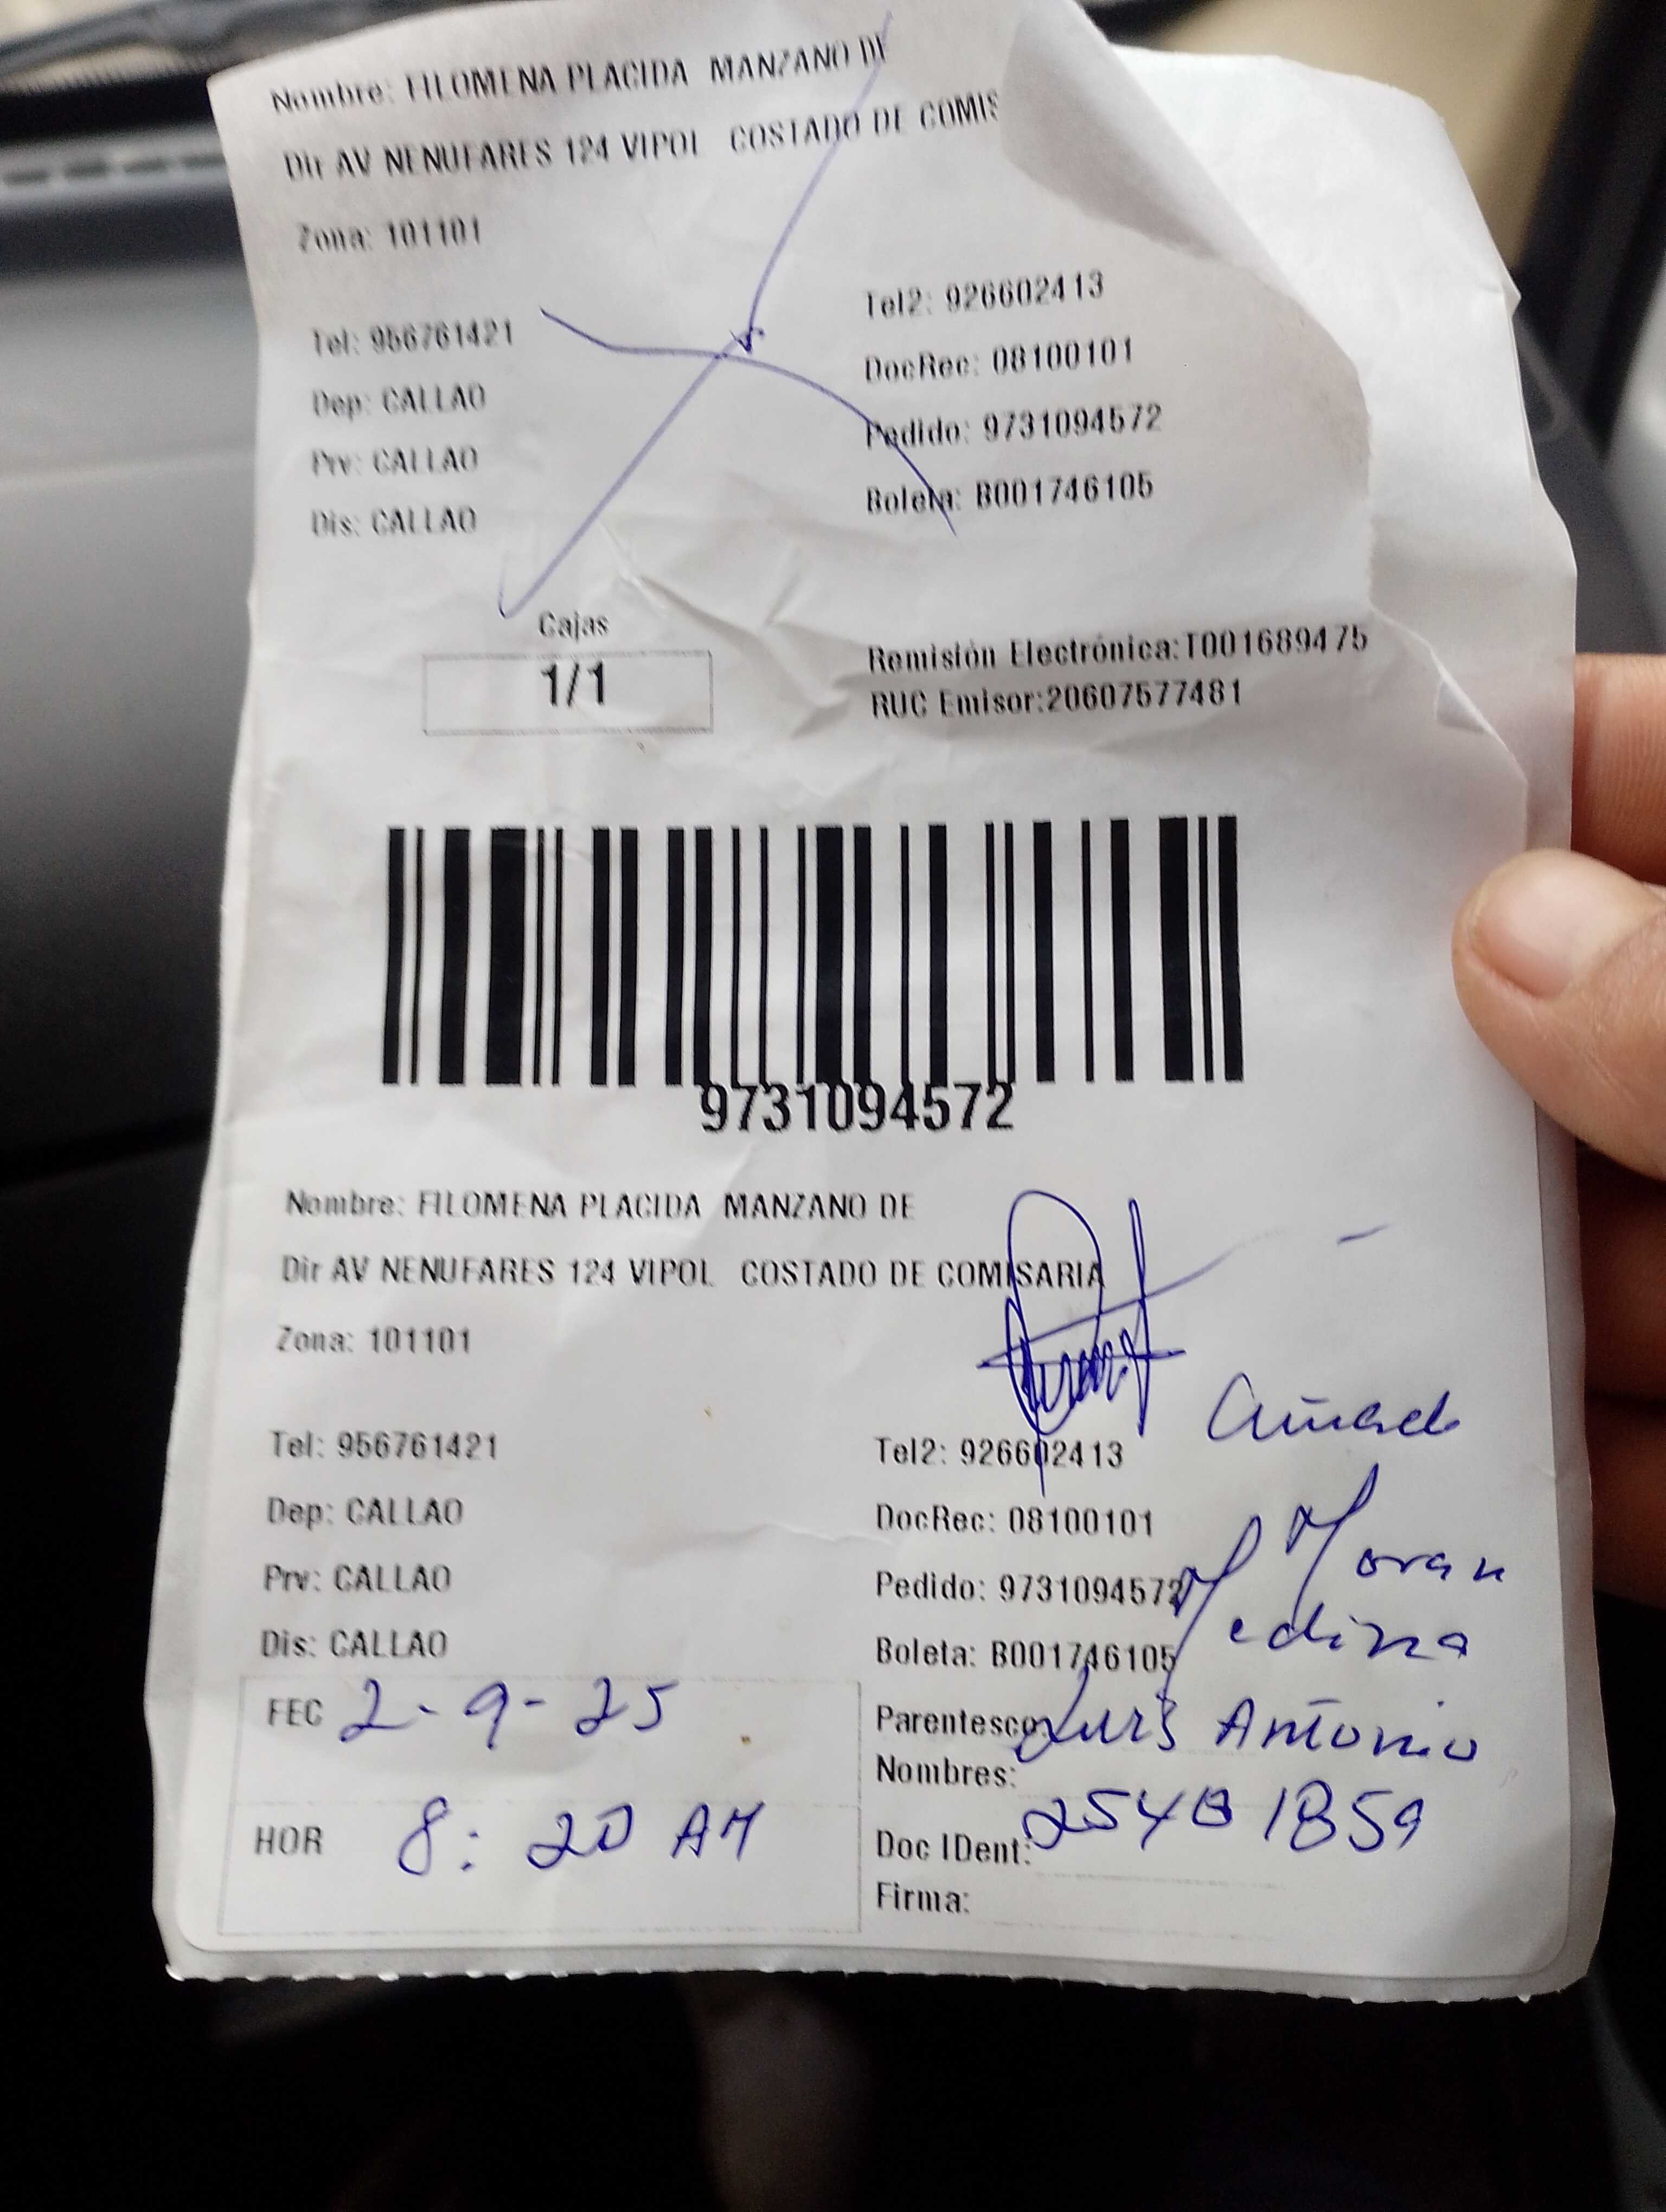 Nombre: FILOMENA PLACIDA MANZANO DE
Dir AV NENUFARES 124 VIPOL COSTADO DE COMIS
Zona: 101101
Tel: 956761421 Tel2: 926602413
Dep: CALLAO DocRec: 08100101
Prv: CALLAO Pedido: 9731094572
Dis: CALLAO Boleta: B001746105
Cajas
1/1
Remisión Electrónica:T001689475
RUC Emisor:20607577481
9731094572
Nombre: FILOMENA PLACIDA MANZANO DE
Dir AV NENUFARES 124 VIPOL COSTADO DE COMISARIA
Zona: 101101
Tel: 956761421 Tel2: 926602413
Dep: CALLAO DocRec: 08100101
Prv: CALLAO Pedido: 9731094572
Moran
Medina
Dis: CALLAO Boleta: B001746105
FEC 2-9-25 Parentesco: Luis Antonio
Nombres:
HOR 8:20 AM Doc IDent:
Firma: